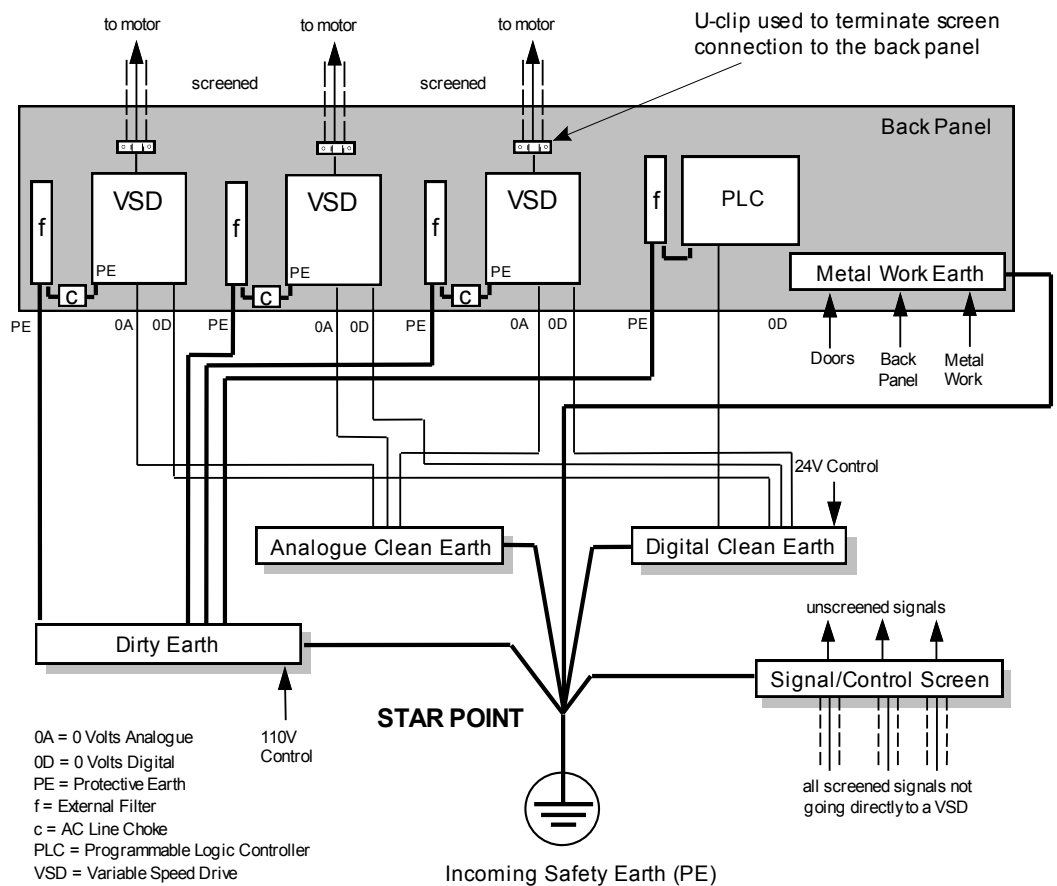 to motor
to motor
to motor
U-clip used to terminate screen
connection to the back panel
screened
screened
Back Panel
f
VSD
PE
c
f
VSD
PE
c
f
VSD
PE
c
f
PLC
Metal Work Earth
PE
0A
0D
PE
0A
0D
PE
0A
0D
PE
0D
Doors
Back
Panel
Metal
Work
24V Control
Analogue Clean Earth
Digital Clean Earth
Dirty Earth
110V
Control
STAR POINT
unscreened signals
Signal/Control Screen
all screened signals not
going directly to a VSD
0A = 0 Volts Analogue
0D = 0 Volts Digital
PE = Protective Earth
f = External Filter
c = AC Line Choke
PLC = Programmable Logic Controller
VSD = Variable Speed Drive
Incoming Safety Earth (PE)